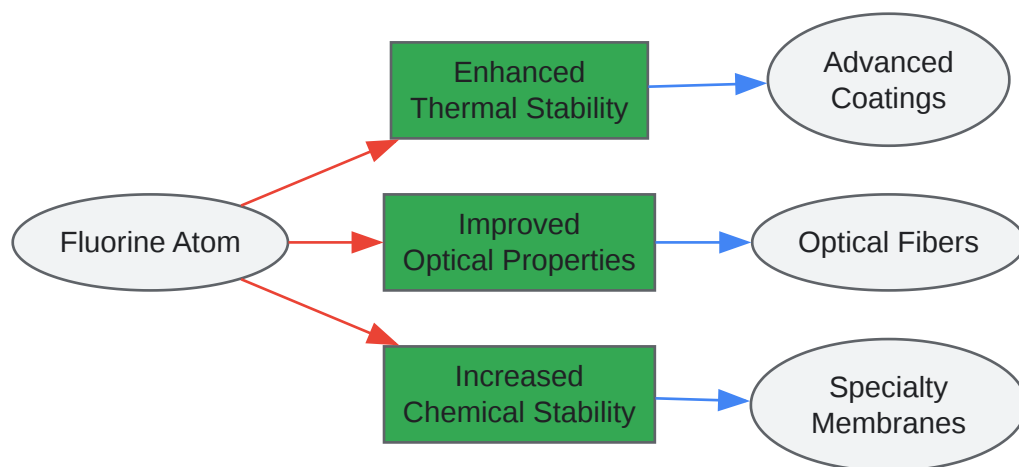 Enhanced
Thermal Stability
Advanced
Coatings
Fluorine Atom
Improved
Optical Properties
Optical Fibers
Increased
Chemical Stability
Specialty
Membranes